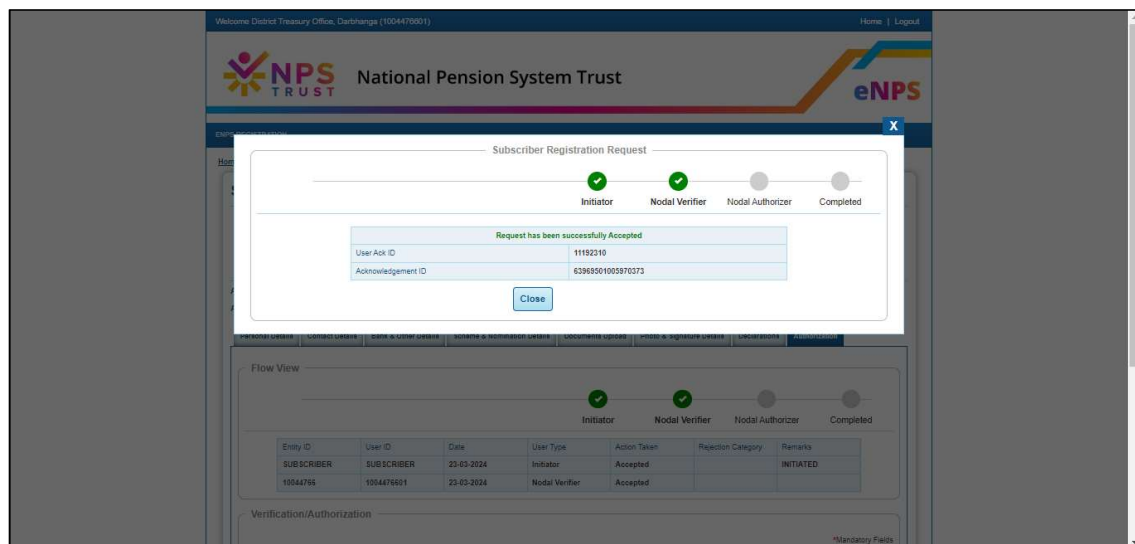 Welcome District Treasury Office, Darbhanga (1004476601)
Home | Logout
NPS
TRUST
National Pension System Trust
eNPS
X
Subscriber Registration Request
Initiator Nodal Verifier Nodal Authorizer Completed
Request has been successfully Accepted
User Ack ID 11192310
Acknowledgement ID 63969501005970373
Close
Personal Details Contact Details Bank & Other Details Scheme & Nomination Details Documents Upload Photo & Signature Details Declarations Authorization
Flow View
Initiator Nodal Verifier Nodal Authorizer Completed
Entity ID User ID Date User Type Action Taken Rejection Category Remarks
SUBSCRIBER SUBSCRIBER 23-03-2024 Initiator Accepted INITIATED
1004476601 23-03-2024 Nodal Verifier Accepted
Verification/Authorization
*Mandatory Fields